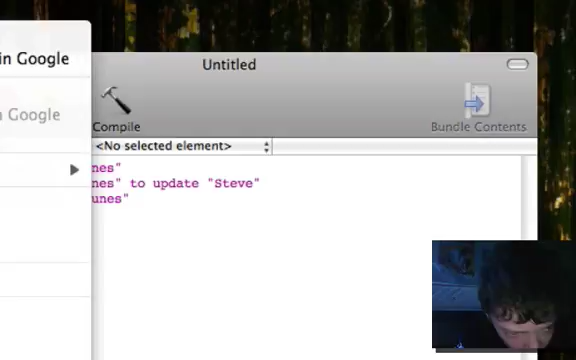 in Google
Untitled
Google
Compile
Bundle Contents
<No selected element>
nes"
nes" to update "Steve"
unes"